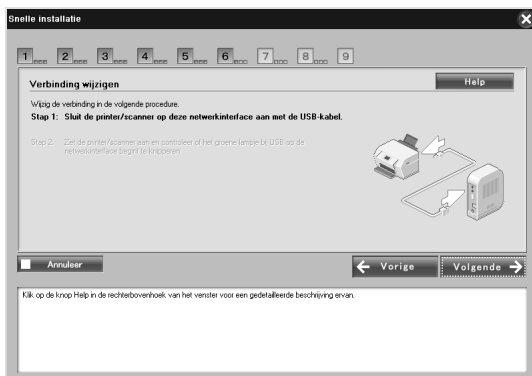 Snelle installatie
1 2 3 4 5 6 7 8 9
Verbinding wijzigen
Help
Wijzig de verbinding in de volgende procedure.
Stap 1: Sluit de printer/scanner op deze netwerkinterface aan met de USB-kabel.
Stap 2: Zet de printer/scanner aan en controleer of het groene lampje bij USB op de
netwerkinterface begint te knipperen.
Annuleer
Vorige
Volgende
Klik op de knop Help in de rechterbovenhoek van het venster voor een gedetailleerde beschrijving ervan.